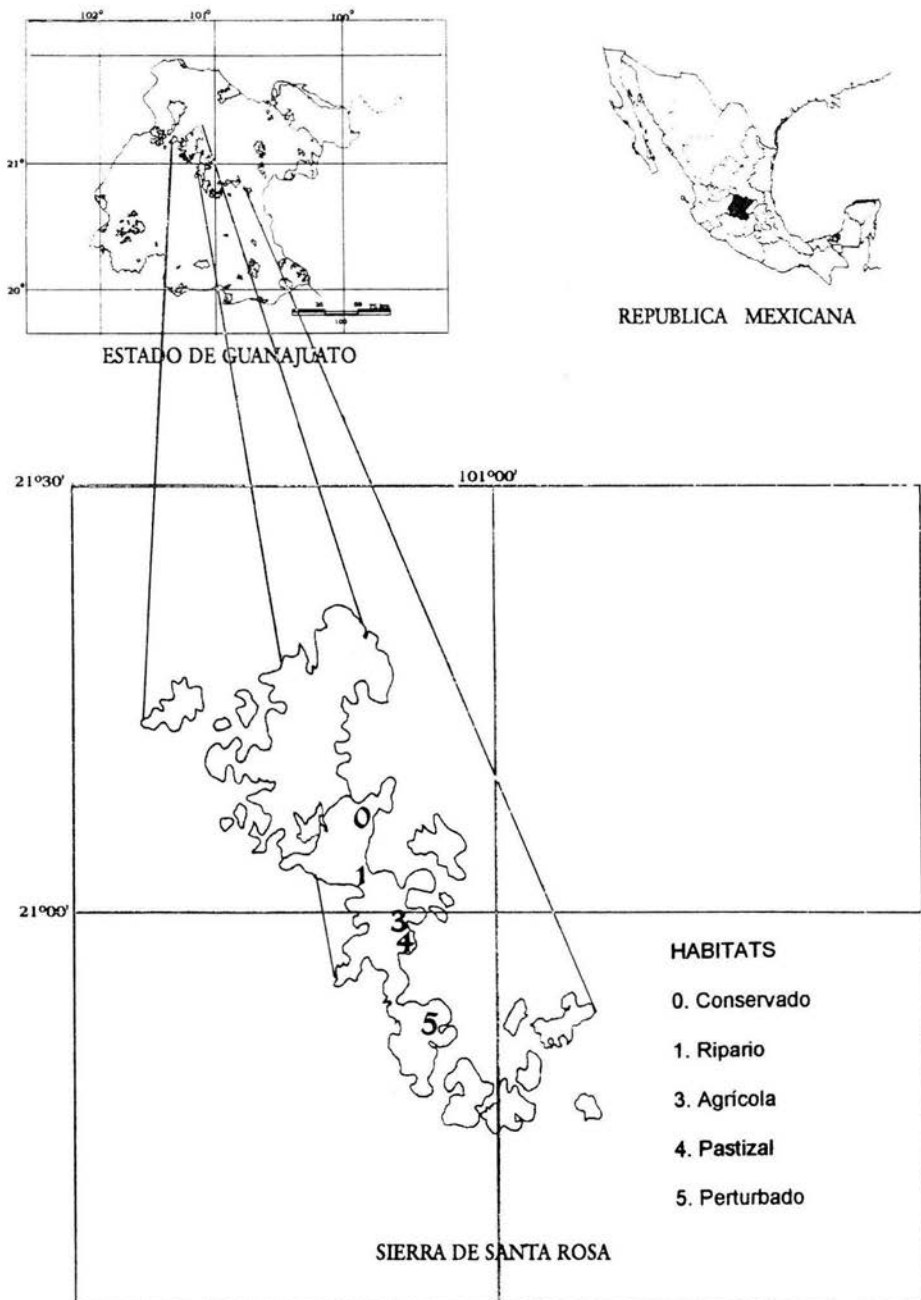 102° 101° 100°
21°
20°
100
ESTADO DE GUANAJUATO
REPUBLICA MEXICANA
21°30'
101°00'
0
1
21°00'
3
4
5
HABITATS
0. Conservado
1. Ripario
3. Agrícola
4. Pastizal
5. Perturbado
SIERRA DE SANTA ROSA